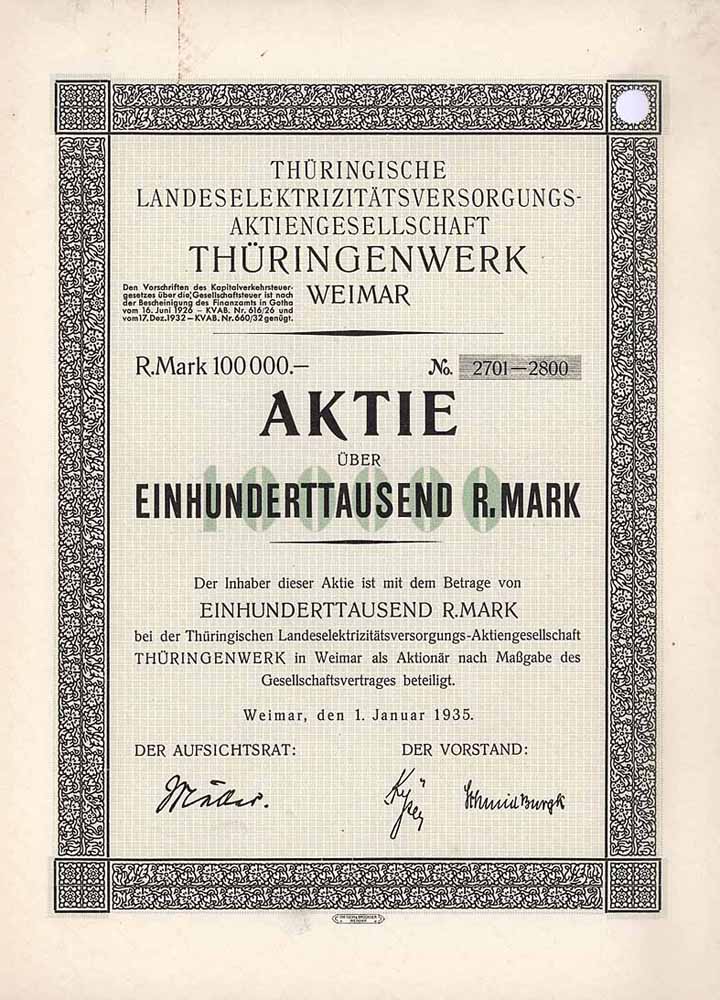 THÜRINGISCHE
LANDESELEKTRIZITÄTSVERSORGUNGS-
AKTIENGESELLSCHAFT
THÜRINGENWERK
WEIMAR
Den Vorschriften des Kapitalverkehrsteuer-
gesetzes über die Gesellschaftsteuer ist nach
der Bescheinigung des Finanzamts in Gotha
vom 16. Juni 1926 – KVAB. Nr. 616/26 und
vom 17. Dez. 1932 – KVAB. Nr. 660/32 genügt.
R.Mark 100 000.–
No. 2701—2800
AKTIE
ÜBER
100000
EINHUNDERTTAUSEND R.MARK
Der Inhaber dieser Aktie ist mit dem Betrage von
EINHUNDERTTAUSEND R.MARK
bei der Thüringischen Landeselektrizitätsversorgungs-Aktiengesellschaft
THÜRINGENWERK in Weimar als Aktionär nach Maßgabe des
Gesellschaftsvertrages beteiligt.
Weimar, den 1. Januar 1935.
DER AUFSICHTSRAT:
DER VORSTAND:
Schmid Burgk